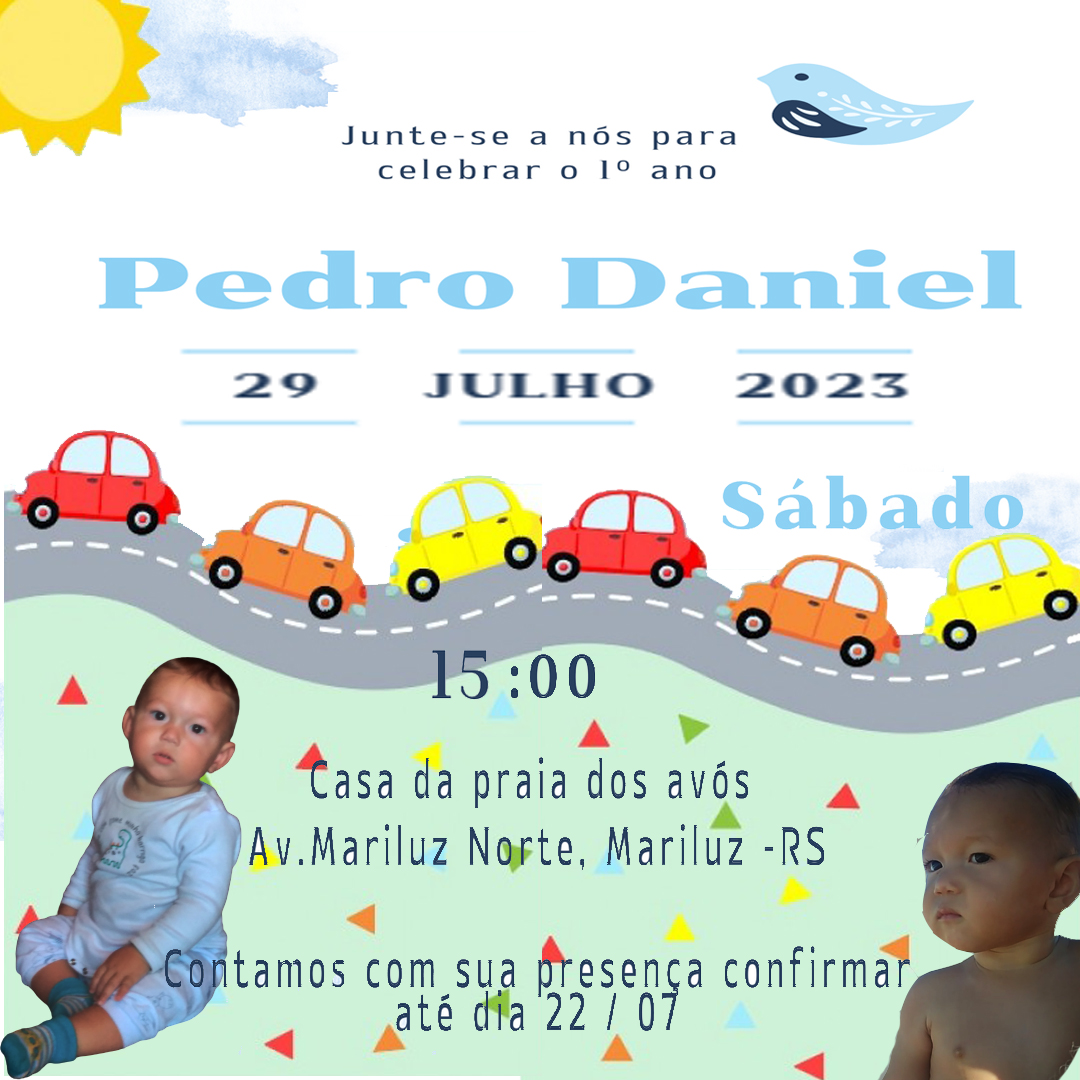 Junte-se a nós para
celebrar o 1º ano
Pedro Daniel
29 JULHO 2023
Sábado
15:00
Casa da praia dos avós
Av.Mariluz Norte, Mariluz -RS
Contamos com sua presença confirmar
até dia 22 / 07